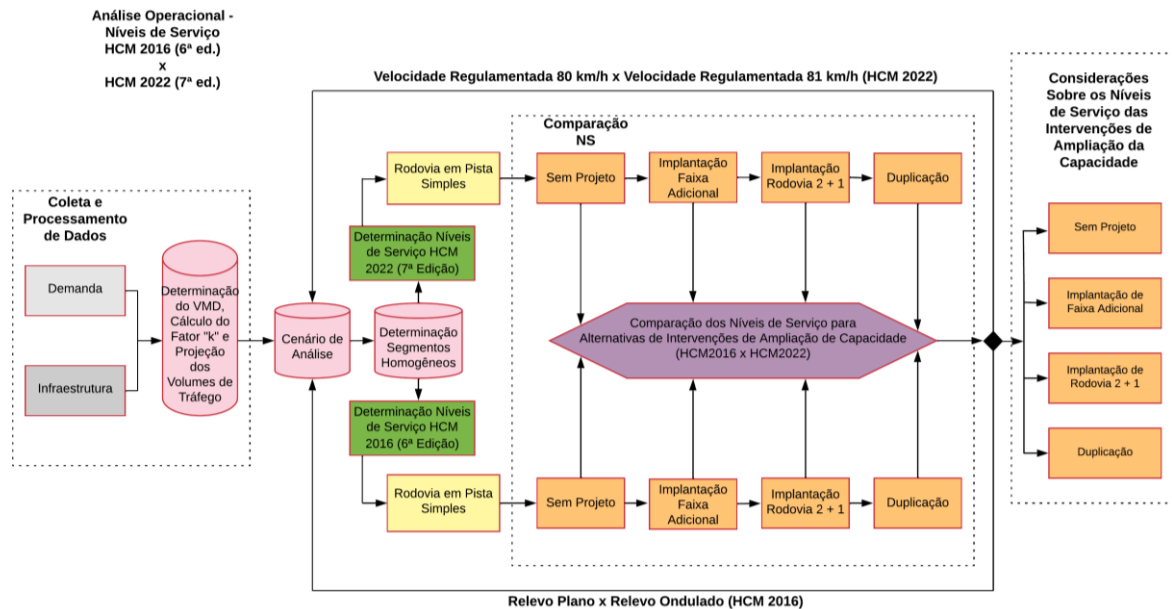 Análise Operacional -
Níveis de Serviço
HCM 2016 (6ª ed.)
x
HCM 2022 (7ª ed.)
Velocidade Regulamentada 80 km/h x Velocidade Regulamentada 81 km/h (HCM 2022)
Considerações
Sobre os Níveis
de Serviço das
Intervenções de
Ampliação da
Capacidade
Comparação
NS
Rodovia em Pista
Simples
Sem Projeto
Implantação
Faixa
Adicional
Implantação
Rodovia 2 + 1
Duplicação
Coleta e
Processamento
de Dados
Demanda
Infraestrutura
Determinação
do VMD,
Cálculo do
Fator "k" e
Projeção
dos
Volumes de
Tráfego
Determinação Níveis
de Serviço HCM
2022 (7ª Edição)
Cenário de
Análise
Determinação
Segmentos
Homogêneos
Comparação dos Níveis de Serviço para
Alternativas de Intervenções de Ampliação de Capacidade
(HCM2016 x HCM2022)
Determinação Níveis
de Serviço HCM
2016 (6ª Edição)
Rodovia em Pista
Simples
Sem Projeto
Implantação
Faixa
Adicional
Implantação
Rodovia 2 + 1
Duplicação
Sem Projeto
Implantação de
Faixa Adicional
Implantação de
Rodovia 2 + 1
Duplicação
Relevo Plano x Relevo Ondulado (HCM 2016)